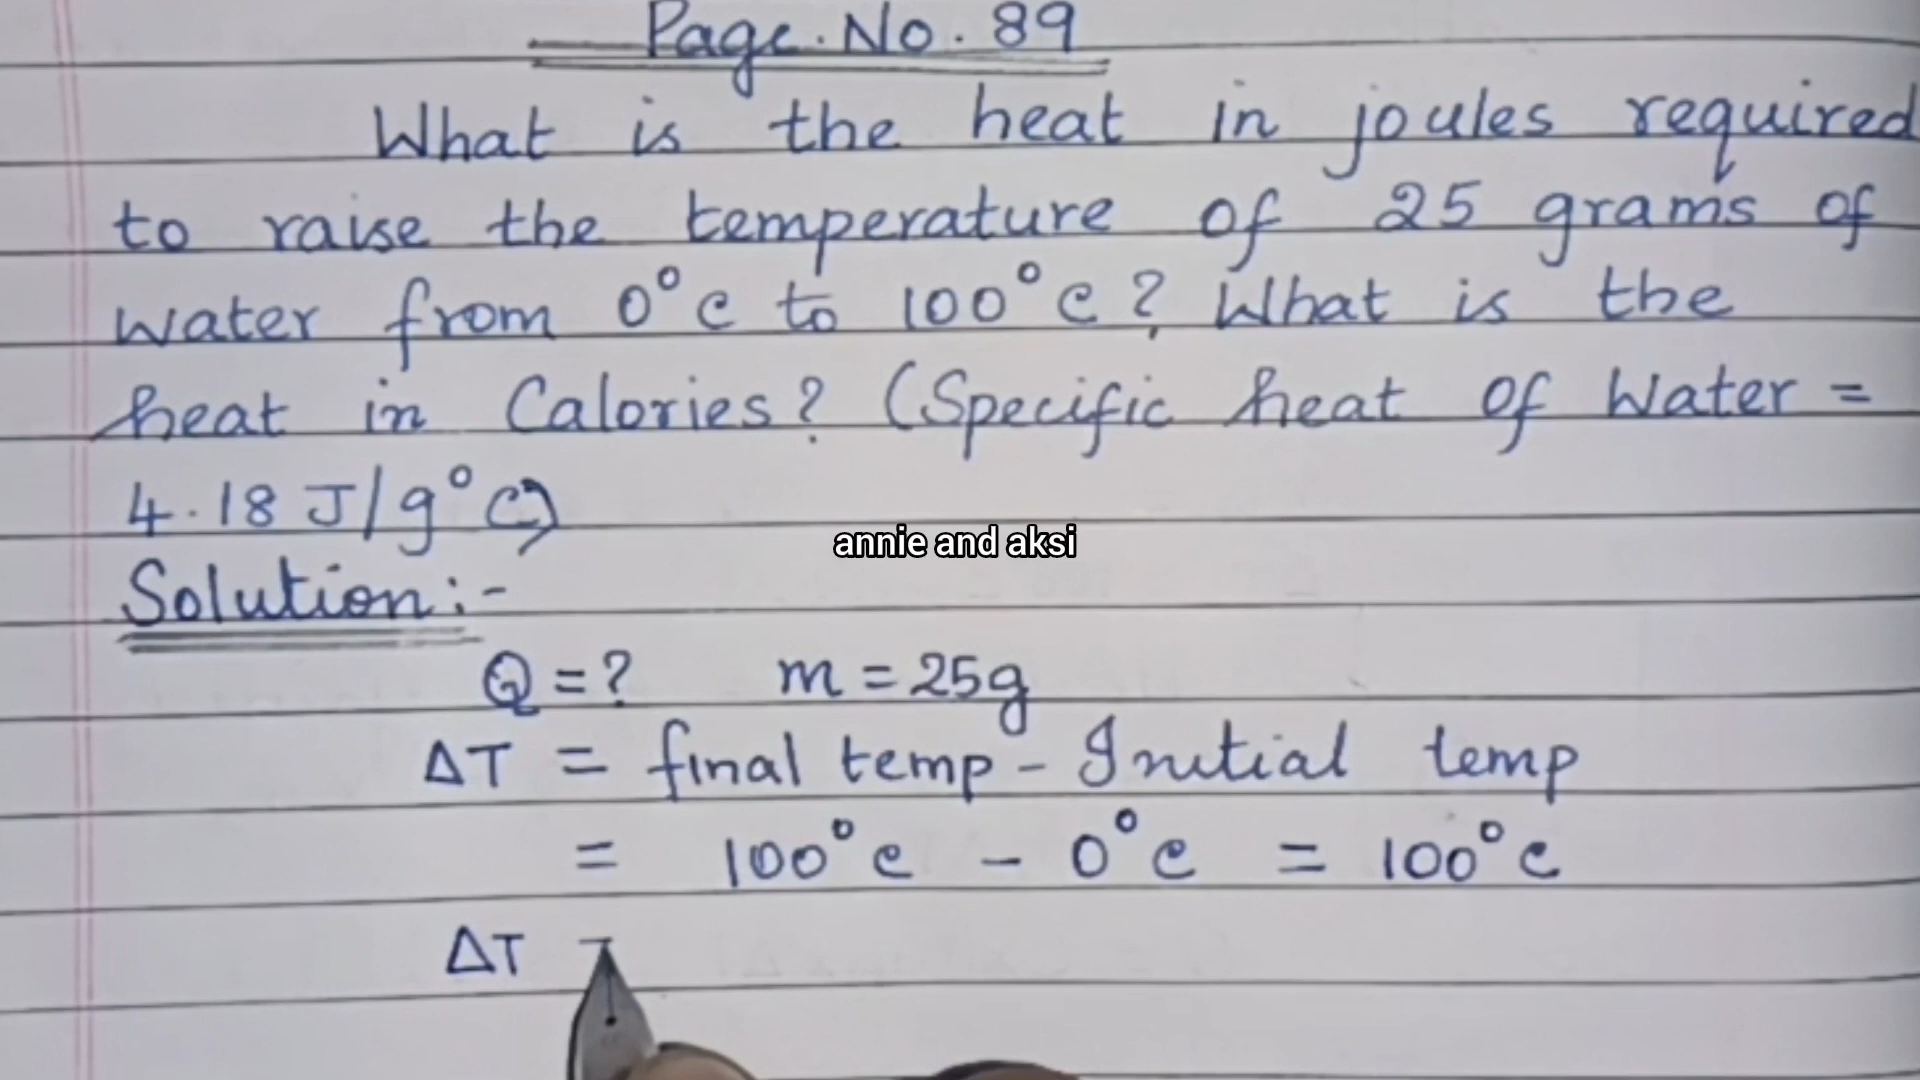 Page. No. 89
What is the heat in joules required
to raise the temperature of 25 grams of
water from 0°c to 100°c? What is the
heat in Calories? (Specific heat of Water =
4.18 J/g°C)
annie and aksi
Solution:-
Q = ? m = 25g
ΔT = final temp - Initial temp
= 100°c - 0°c = 100°c
ΔT